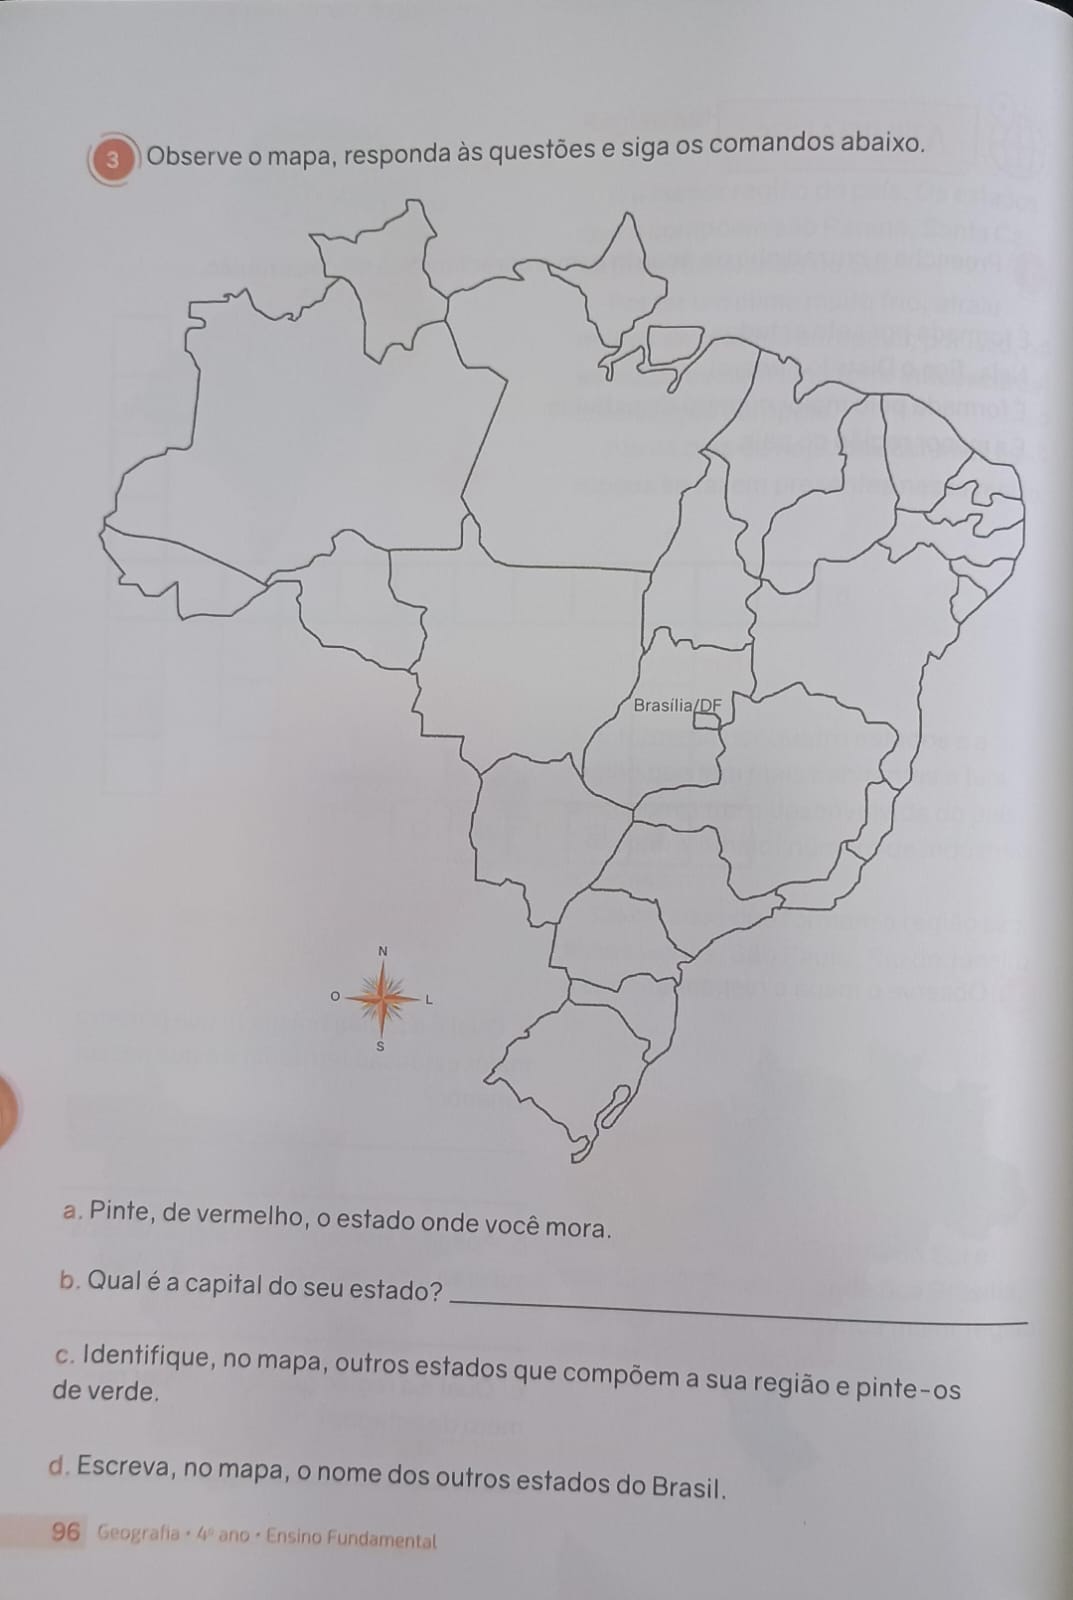 3 Observe o mapa, responda às questões e siga os comandos abaixo.
Brasília/DF
N
O
L
S
a. Pinte, de vermelho, o estado onde você mora.
b. Qual é a capital do seu estado?
c. Identifique, no mapa, outros estados que compõem a sua região e pinte-os
de verde.
d. Escreva, no mapa, o nome dos outros estados do Brasil.
96 Geografia • 4º ano • Ensino Fundamental